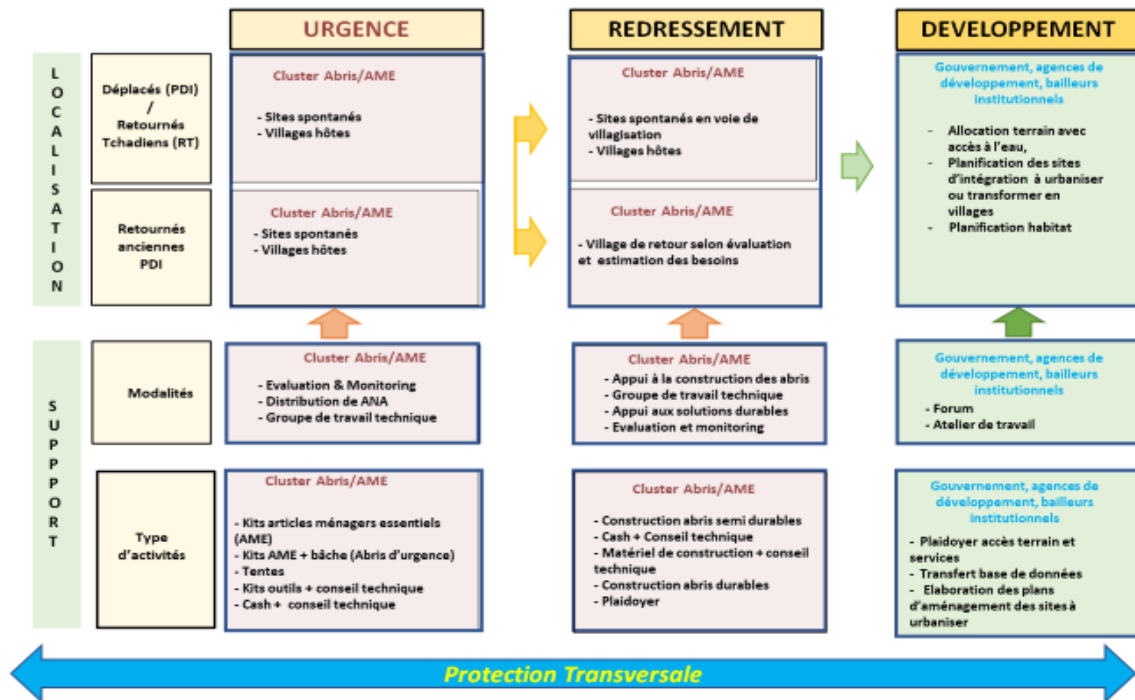 URGENCE
REDRESSEMENT
DEVELOPPEMENT
LOCALISATION
Déplacés (PDI)
/
Retournés
Tchadiens (RT)
Cluster Abris/AME
- Sites spontanés
- Villages hôtes
Cluster Abris/AME
- Sites spontanés en voie de
villagisation
- Villages hôtes
Gouvernement, agences de
développement, bailleurs
institutionnels
- Allocation terrain avec
accès à l'eau,
- Planification des sites
d'intégration à urbaniser
ou transformer en
villages
- Planification habitat
Retournés
anciennes
PDI
Cluster Abris/AME
- Sites spontanés
- Villages hôtes
Cluster Abris/AME
- Village de retour selon évaluation
et estimation des besoins
SUPPPORT
Modalités
Cluster Abris/AME
- Evaluation & Monitoring
- Distribution de ANA
- Groupe de travail technique
Cluster Abris/AME
- Appui à la construction des abris
- Groupe de travail technique
- Appui aux solutions durables
- Evaluation et monitoring
Gouvernement, agences de
développement, bailleurs
institutionnels
- Forum
- Atelier de travail
Type
d'activités
Cluster Abris/AME
- Kits articles ménagers essentiels
(AME)
- Kits AME + bâche (Abris d'urgence)
- Tentes
- Kits outils + conseil technique
- Cash + conseil technique
Cluster Abris/AME
- Construction abris semi durables
- Cash + Conseil technique
- Matériel de construction + conseil
technique
- Construction abris durables
- Plaidoyer
Gouvernement, agences de
développement, bailleurs
institutionnels
- Plaidoyer accès terrain et
services
- Transfert base de données
- Elaboration des plans
d'aménagement des sites à
urbaniser
Protection Transversale